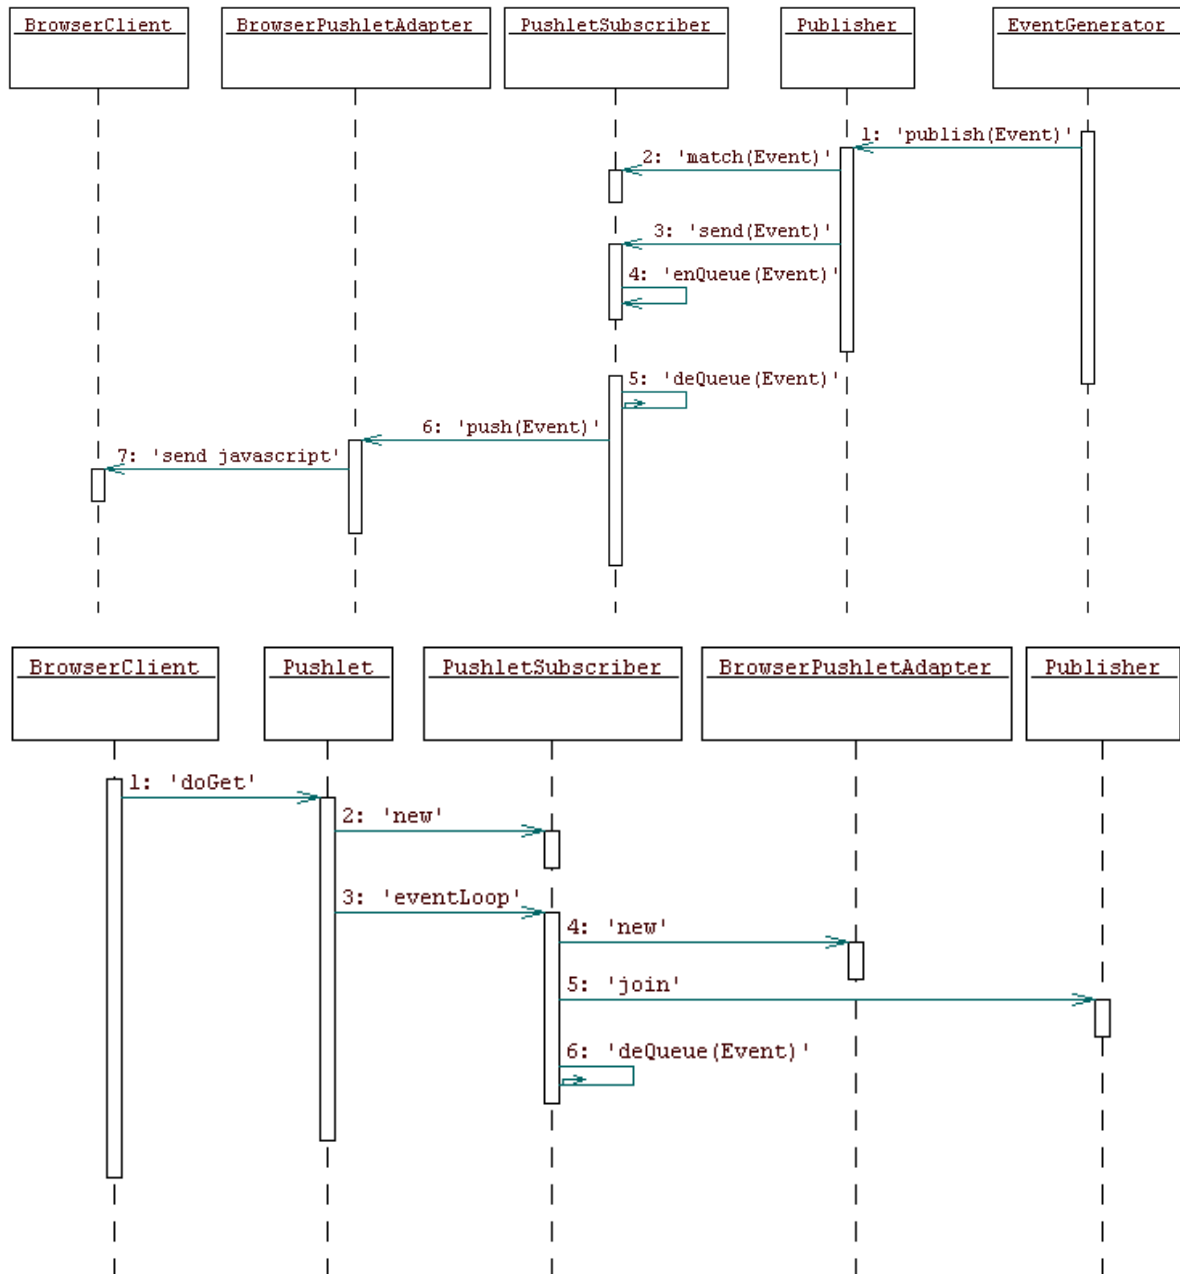 BrowserClient BrowserPushletAdapter PushletSubscriber Publisher EventGenerator
1: 'publish(Event)'
2: 'match(Event)'
3: 'send(Event)'
4: 'enQueue(Event)'
5: 'deQueue(Event)'
6: 'push(Event)'
7: 'send javascript'
BrowserClient Pushlet PushletSubscriber BrowserPushletAdapter Publisher
1: 'doGet'
2: 'new'
3: 'eventLoop'
4: 'new'
5: 'join'
6: 'deQueue(Event)'